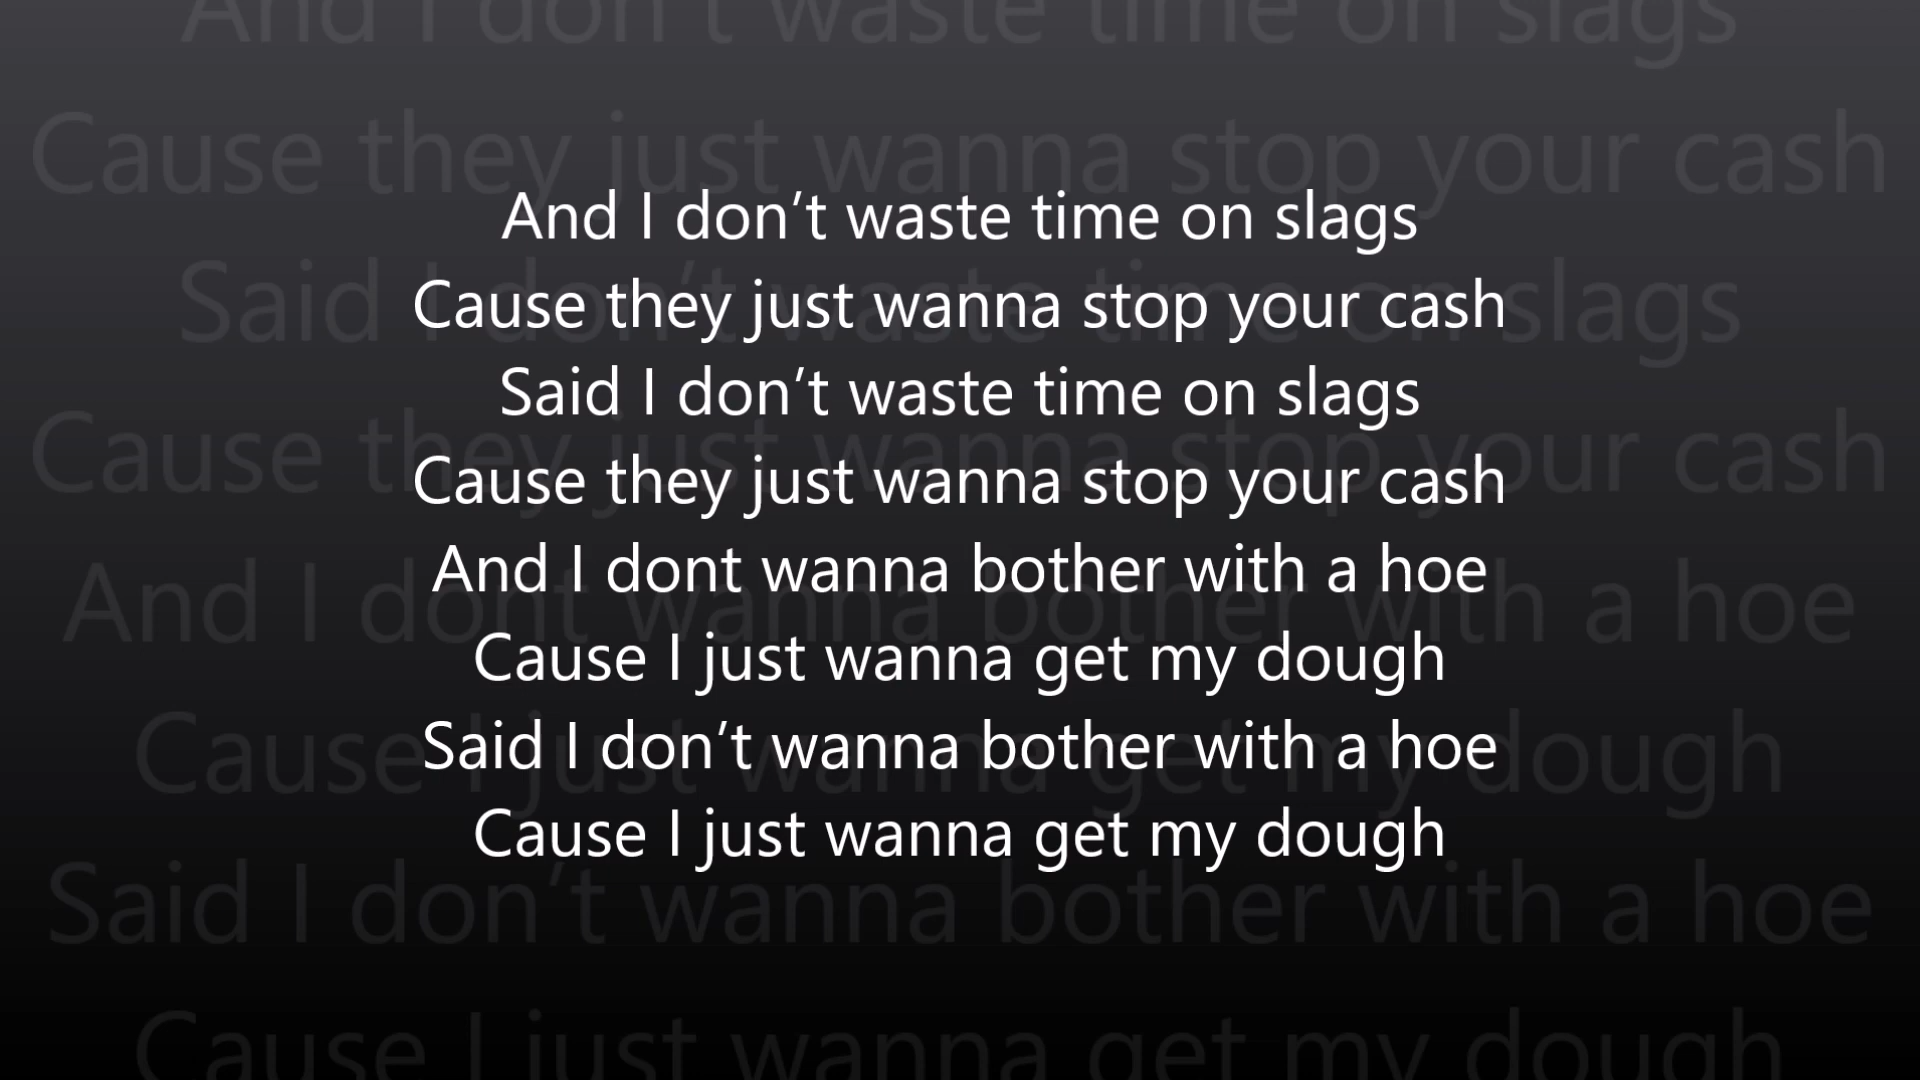 And I don’t waste time on slags
Cause they just wanna stop your cash
Said I don’t waste time on slags
Cause they just wanna stop your cash
And I dont wanna bother with a hoe
Cause I just wanna get my dough
Said I don’t wanna bother with a hoe
Cause I just wanna get my dough